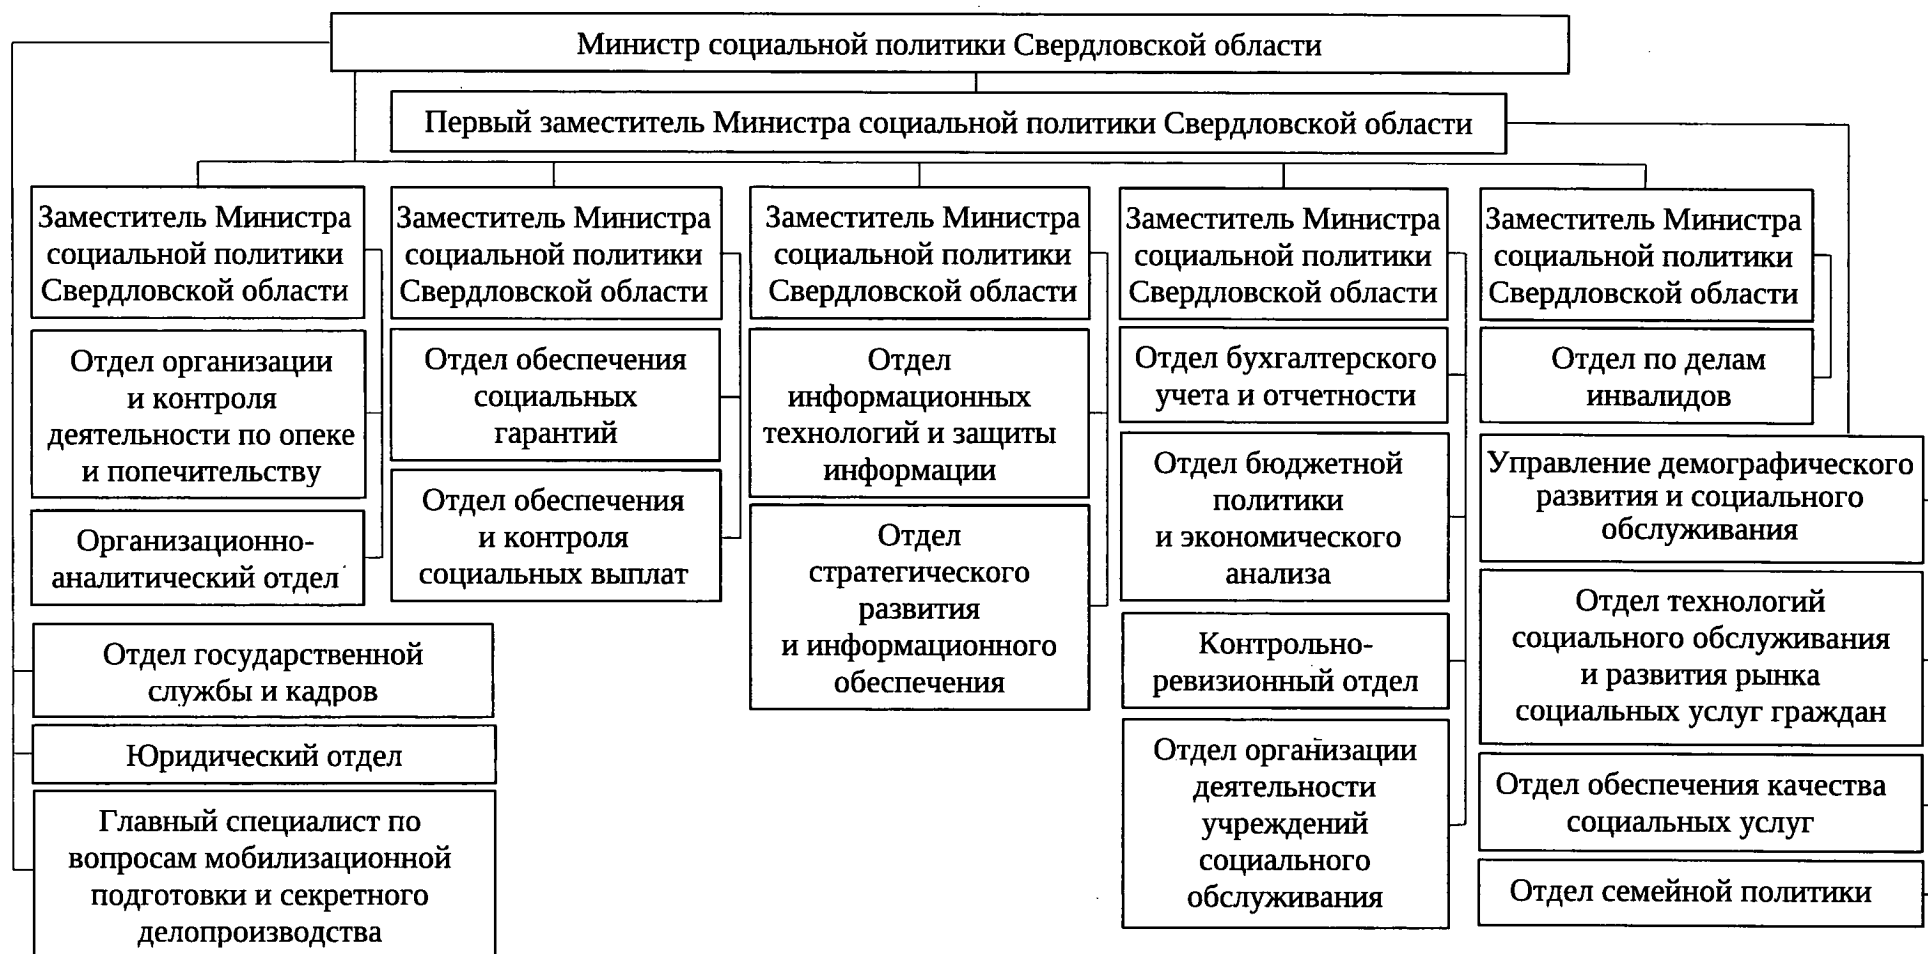 Министр социальной политики Свердловской области
Первый заместитель Министра социальной политики Свердловской области
Заместитель Министра
социальной политики
Свердловской области
Отдел организации
и контроля
деятельности по опеке
и попечительству
Организационно-
аналитический отдел
Заместитель Министра
социальной политики
Свердловской области
Отдел обеспечения
социальных
гарантий
Отдел обеспечения
и контроля
социальных выплат
Заместитель Министра
социальной политики
Свердловской области
Отдел
информационных
технологий и защиты
информации
Отдел
стратегического
развития
и информационного
обеспечения
Заместитель Министра
социальной политики
Свердловской области
Отдел бухгалтерского
учета и отчетности
Отдел бюджетной
политики
и экономического
анализа
Контрольно-
ревизионный отдел
Отдел организации
деятельности
учреждений
социального
обслуживания
Заместитель Министра
социальной политики
Свердловской области
Отдел по делам
инвалидов
Управление демографического
развития и социального
обслуживания
Отдел технологий
социального обслуживания
и развития рынка
социальных услуг граждан
Отдел обеспечения качества
социальных услуг
Отдел семейной политики
Отдел государственной
службы и кадров
Юридический отдел
Главный специалист по
вопросам мобилизационной
подготовки и секретного
делопроизводства